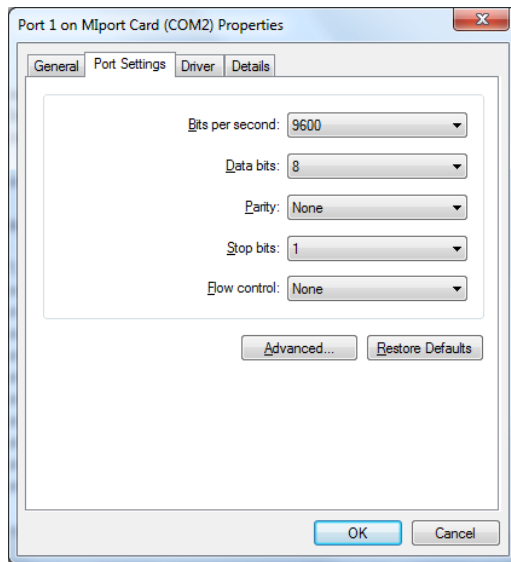 Port 1 on MIport Card (COM2) Properties
General Port Settings Driver Details
Bits per second: 9600
Data bits: 8
Parity: None
Stop bits: 1
Flow control: None
Advanced... Restore Defaults
OK Cancel